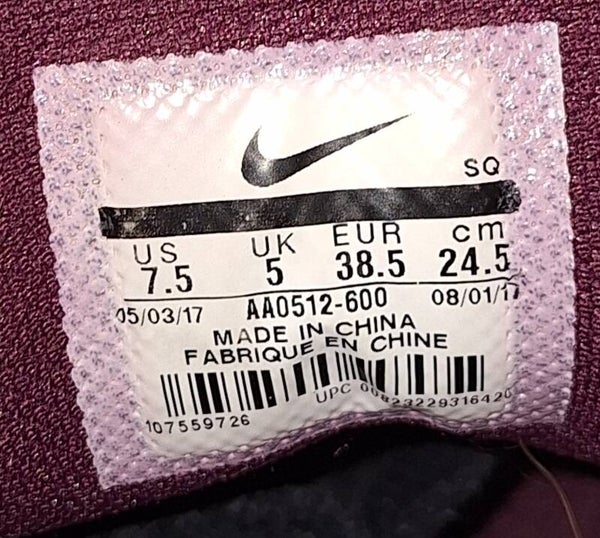 SQ
US UK EUR cm
7.5 5 38.5 24.5
05/03/17 AA0512-600 08/01/17
MADE IN CHINA
FABRIQUE EN CHINE
UPC
107559726